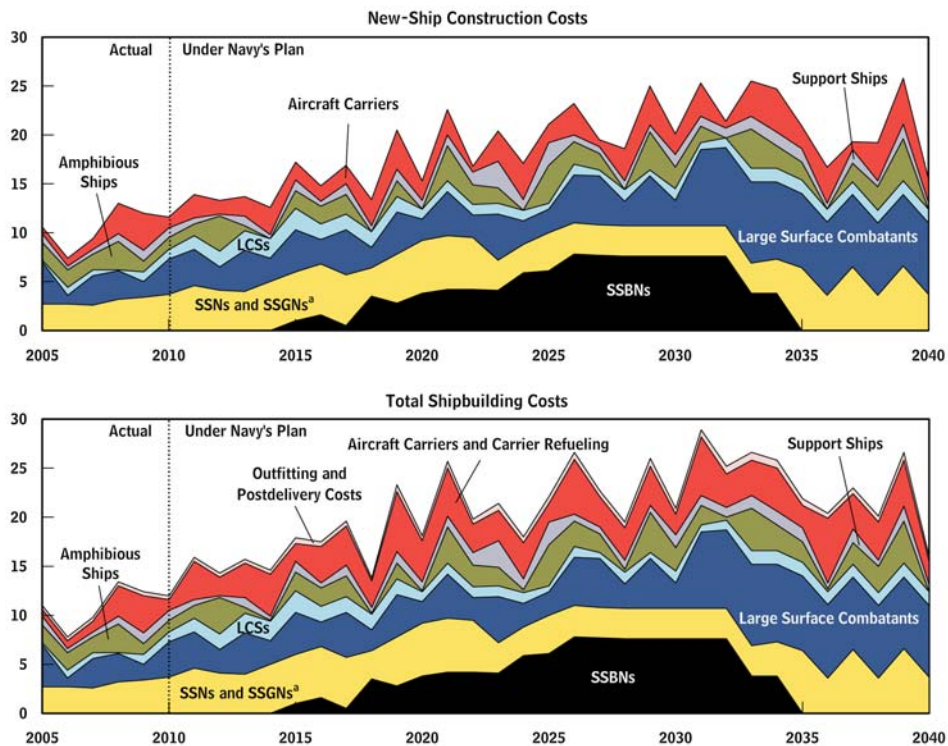 New-Ship Construction Costs
30
Actual
Under Navy's Plan
25
Support Ships
Aircraft Carriers
20
Amphibious
Ships
15
10
LCSs
Large Surface Combatants
5
SSNs and SSGNsᵃ
SSBNs
0
2005 2010 2015 2020 2025 2030 2035 2040
Total Shipbuilding Costs
30
Actual
Under Navy's Plan
Aircraft Carriers and Carrier Refueling
Support Ships
25
Outfitting and
Postdelivery Costs
20
Amphibious
Ships
15
10
LCSs
Large Surface Combatants
5
SSNs and SSGNsᵃ
SSBNs
0
2005 2010 2015 2020 2025 2030 2035 2040